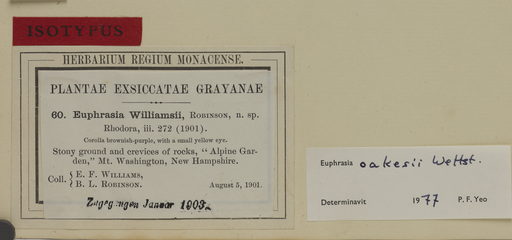 ISOTYPUS
HERBARIUM REGIUM MONACENSE.
PLANTAE EXSICCATAE GRAYANAE
60. Euphrasia Williamsii, ROBINSON, n. sp.
Rhodora, iii. 272 (1901).
Corolla brownish-purple, with a small yellow eye.
Stony ground and crevices of rocks, "Alpine Gar-
den," Mt. Washington, New Hampshire.
Coll. { E. F. WILLIAMS,
B. L. ROBINSON. August 5, 1901.
Zugegangen Januar 1903.
Euphrasia oakesii Wettst.
Determinavit 1977 P. F. Yeo